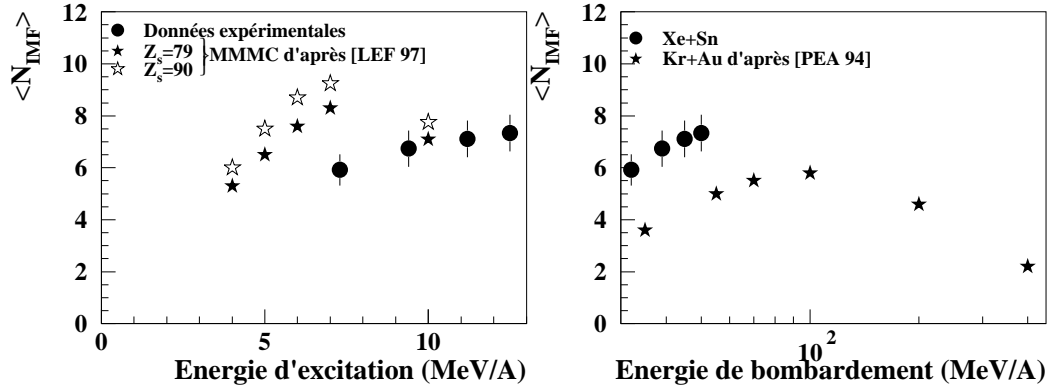 <N_IMF>
12
10
8
6
4
2
0
0
5
10
Données expérimentales
Z_s=79
Z_s=90
MMMC d'après [LEF 97]
Energie d'excitation (MeV/A)
<N_IMF>
12
10
8
6
4
2
0
10^2
Xe+Sn
Kr+Au d'après [PEA 94]
Energie de bombardement (MeV/A)